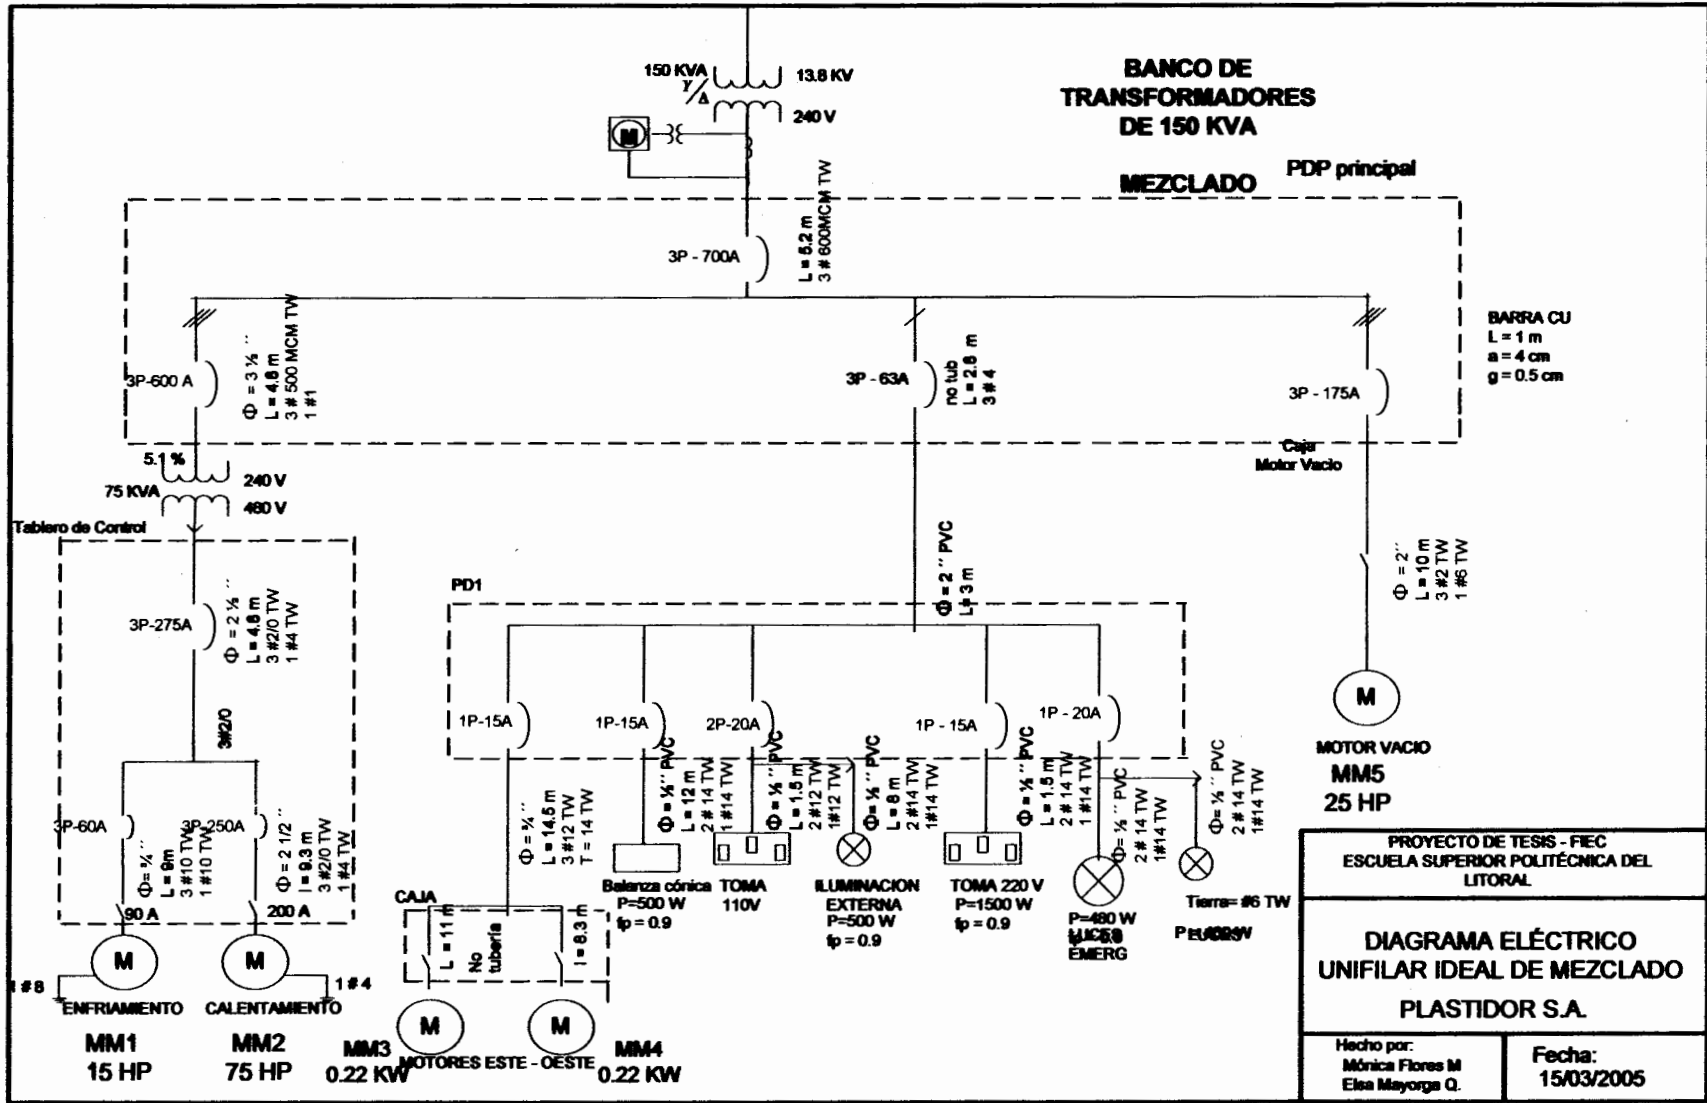 150 KVA
Y
Δ
13.8 KV
240 V
M
BANCO DE
TRANSFORMADORES
DE 150 KVA
MEZCLADO
PDP principal
3P - 700A
L = 5.2 m
3 # 600MCM TW
3P-600 A
Φ = 3 ½ ´´
L = 4.8 m
3 # 500 MCM TW
1 #1
3P - 63A
no tub
L = 2.8 m
3 # 4
3P - 175A
BARRA CU
L = 1 m
a = 4 cm
g = 0.5 cm
Caja
Motor Vacio
5.1 %
240 V
75 KVA
480 V
Tablero de Control
3P-275A
Φ = 2 ½ ´´
L = 4.8 m
3 #2/0 TW
1 #4 TW
3#2/0
3P-60A
Φ= ¾ ´´
L = 9m
3 #10 TW
1 #10 TW
3P-250A
Φ = 2 1/2 ´´
l = 9.3 m
3 #2/0 TW
1 #4 TW
90 A
200 A
M
M
1 # 8
1 # 4
ENFRIAMIENTO
CALENTAMIENTO
MM1
15 HP
MM2
75 HP
PD1
Φ = 2 ´´ PVC
L = 3 m
1P-15A
1P-15A
2P-20A
1P - 15A
1P - 20A
Φ = ¾ ´´
L = 14.5 m
3 #12 TW
T = 14 TW
Φ = ½ ´´ PVC
L = 12 m
2 # 14 TW
1#14 TW
Φ = ½ ´´ PVC
L = 1.5 m
2 #12 TW
1#12 TW
Φ = ½ ´´ PVC
L = 8 m
2 #14 TW
1#14 TW
Φ = ½ ´´ PVC
L = 1.5 m
2 # 14 TW
1 #14 TW
Φ = ½ ´´ PVC
2 # 14 TW
1#14 TW
Φ = ½ ´´ PVC
2 # 14 TW
1#14 TW
Balanza cónica
P=500 W
fp = 0.9
TOMA
110V
ILUMINACION
EXTERNA
P=500 W
fp = 0.9
TOMA 220 V
P=1500 W
fp = 0.9
P=480 W
LUCES
EMERG
Tierra= #6 TW
CAJA
L = 11 m
No
tubería
l = 8.3 m
M
M
MM3
0.22 KW
MOTORES ESTE - OESTE
MM4
0.22 KW
Φ = 2´´
L = 10 m
3 #2 TW
1 #6 TW
M
MOTOR VACIO
MM5
25 HP
PROYECTO DE TESIS - FIEC
ESCUELA SUPERIOR POLITÉCNICA DEL
LITORAL
DIAGRAMA ELÉCTRICO
UNIFILAR IDEAL DE MEZCLADO
PLASTIDOR S.A.
Hecho por:
Mónica Flores M
Elsa Mayorga Q.
Fecha:
15/03/2005